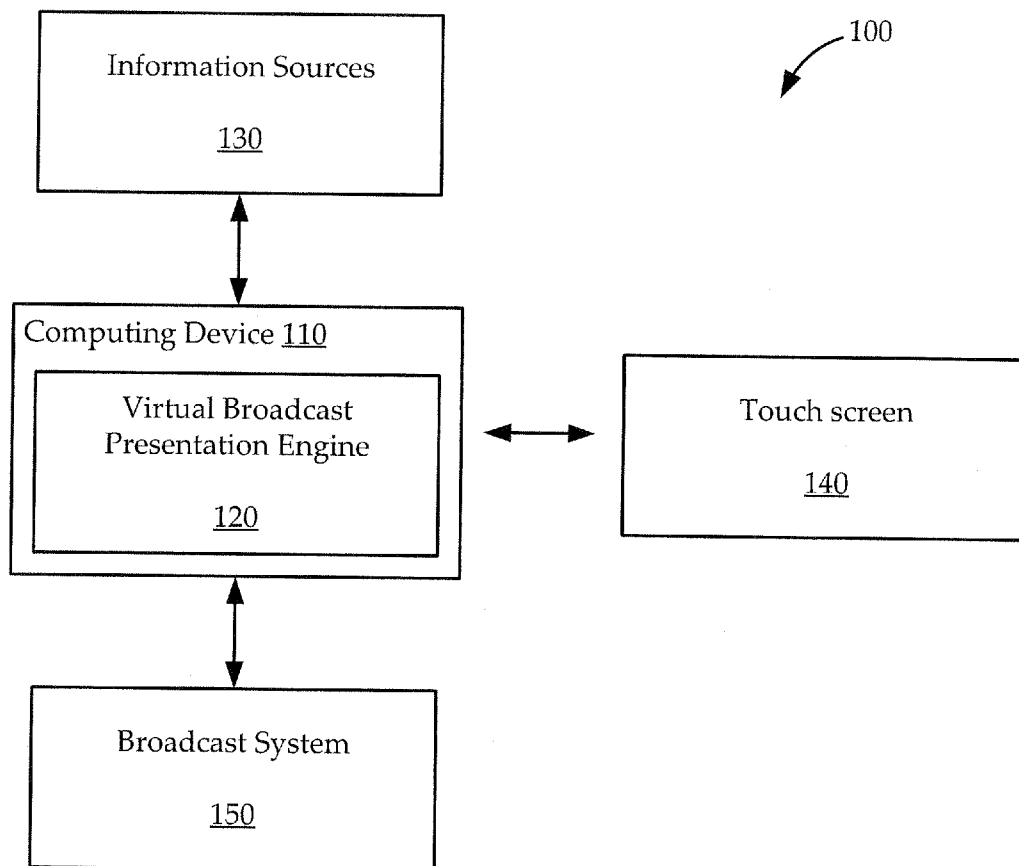 100
Information Sources
130
Computing Device 110
Virtual Broadcast
Presentation Engine
120
Touch screen
140
Broadcast System
150